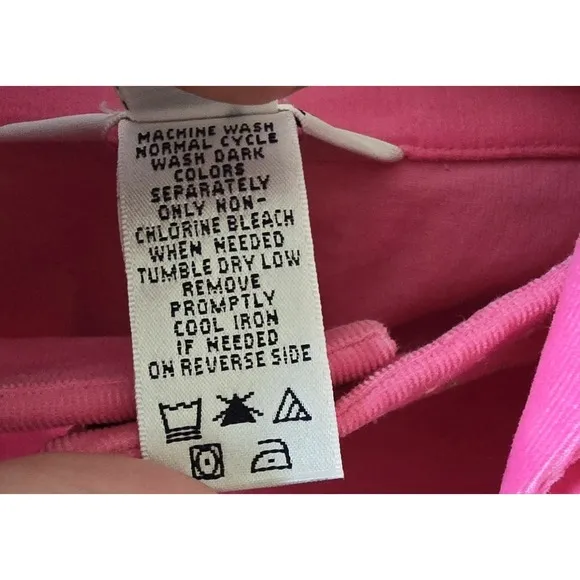 MACHINE WASH
NORMAL CYCLE
WASH DARK
COLORS
SEPARATELY
ONLY NON-
CHLORINE BLEACH
WHEN NEEDED
TUMBLE DRY LOW
REMOVE
PROMPTLY
COOL IRON
IF NEEDED
ON REVERSE SIDE